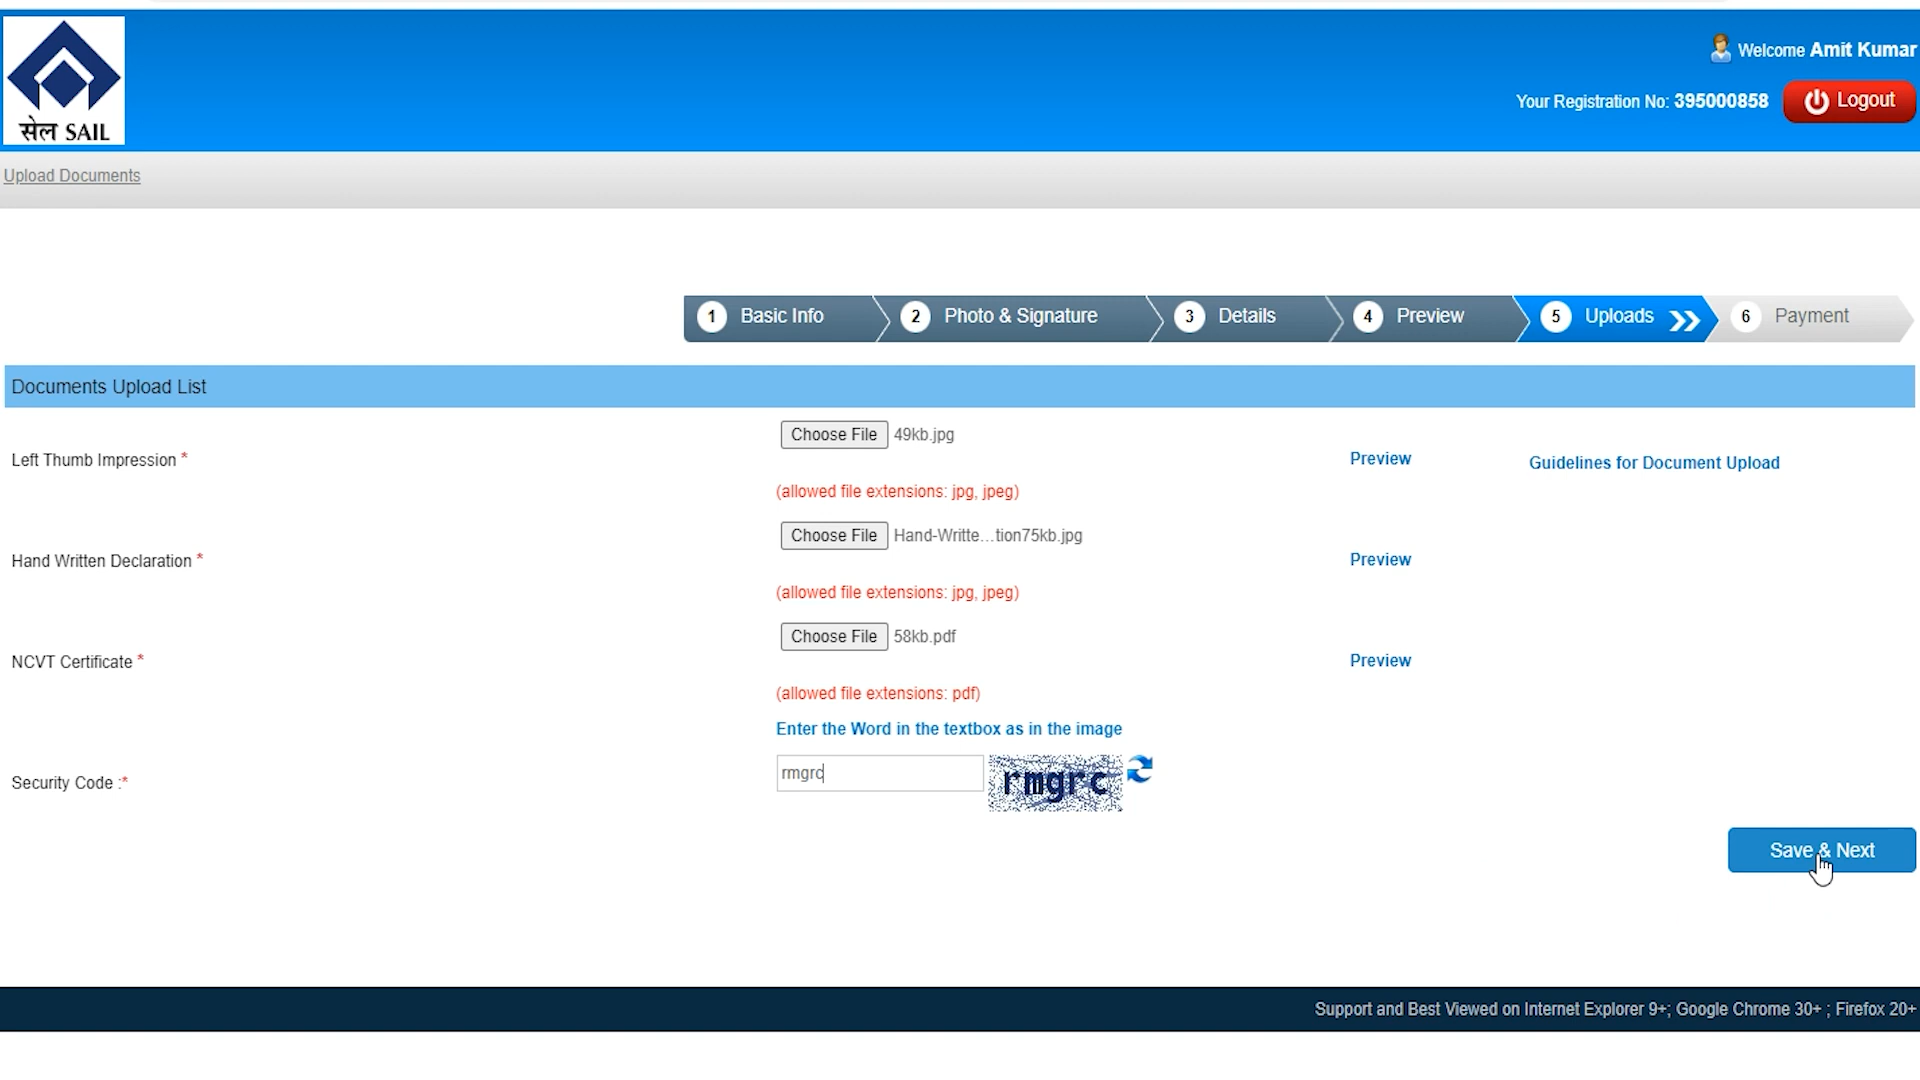 Welcome Amit Kumar
Your Registration No: 395000858
Logout
सेल SAIL
Upload Documents
1 Basic Info 2 Photo & Signature 3 Details 4 Preview 5 Uploads 6 Payment
Documents Upload List
Choose File 49kb.jpg
Left Thumb Impression * Preview Guidelines for Document Upload
(allowed file extensions: jpg, jpeg)
Choose File Hand-Writte...tion75kb.jpg
Hand Written Declaration * Preview
(allowed file extensions: jpg, jpeg)
Choose File 58kb.pdf
NCVT Certificate * Preview
(allowed file extensions: pdf)
Enter the Word in the textbox as in the image
Security Code :* rmgrc rmgrc
Save & Next
Support and Best Viewed on Internet Explorer 9+; Google Chrome 30+ ; Firefox 20+